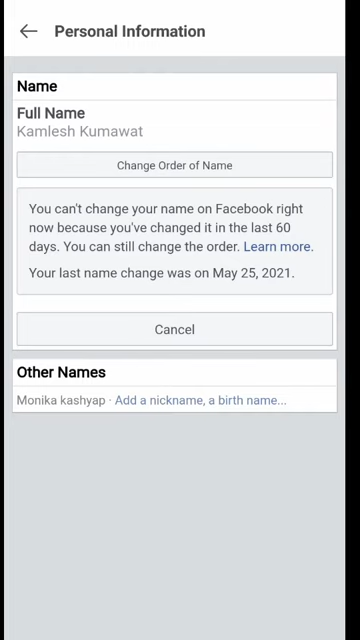 Personal Information
Name
Full Name
Kamlesh Kumawat
Change Order of Name
You can't change your name on Facebook right
now because you've changed it in the last 60
days. You can still change the order. Learn more.
Your last name change was on May 25, 2021.
Cancel
Other Names
Monika kashyap · Add a nickname, a birth name...